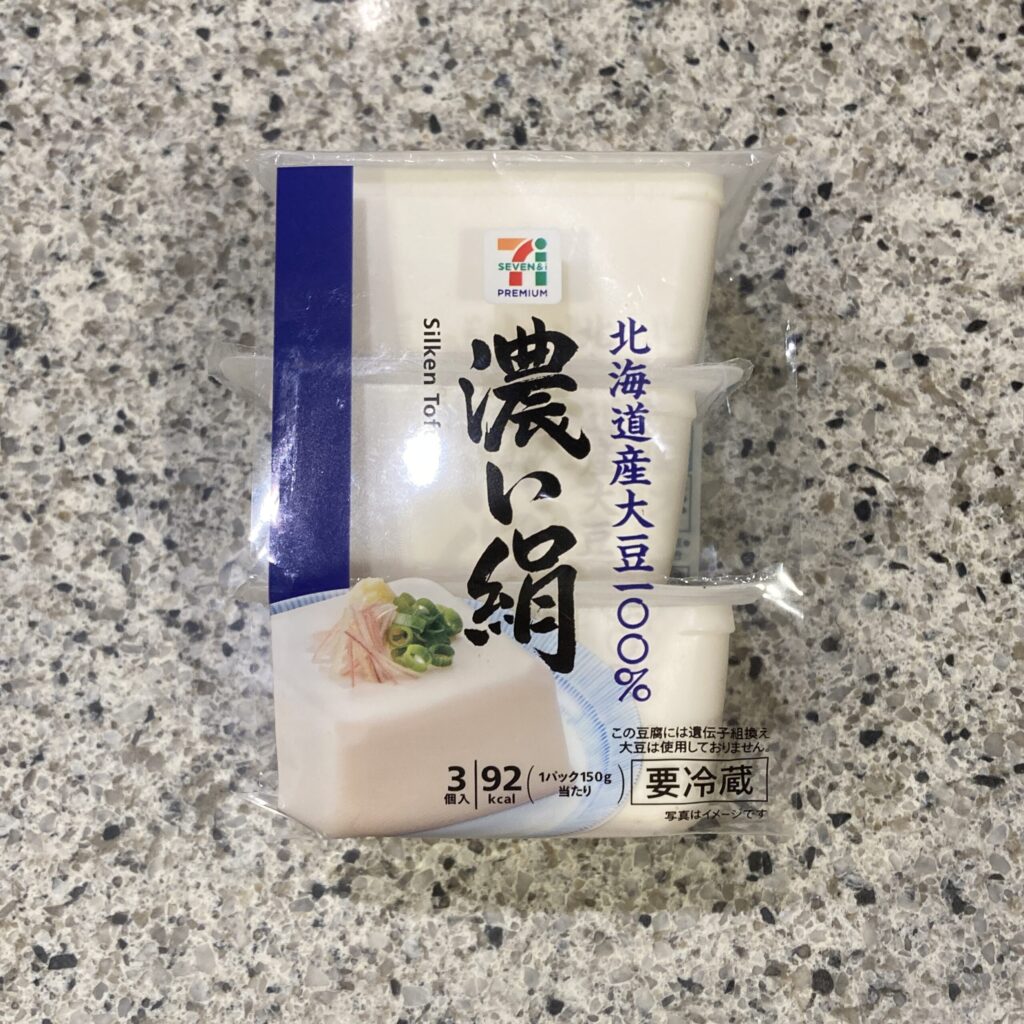 SEVEN&i
PREMIUM
北海道産大豆一〇〇%
濃い絹
Silken
この豆腐には遺伝子組換え
大豆は使用しておりません。
3個入
92kcal
(1パック150g当たり)
要冷蔵
写真はイメージです